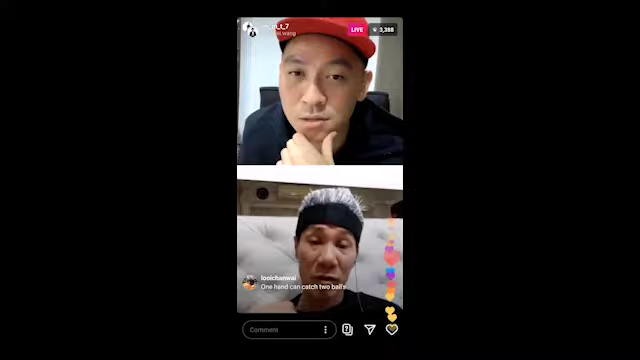 LIVE
3,388
looichanwai
One hand can catch two balls
Comment